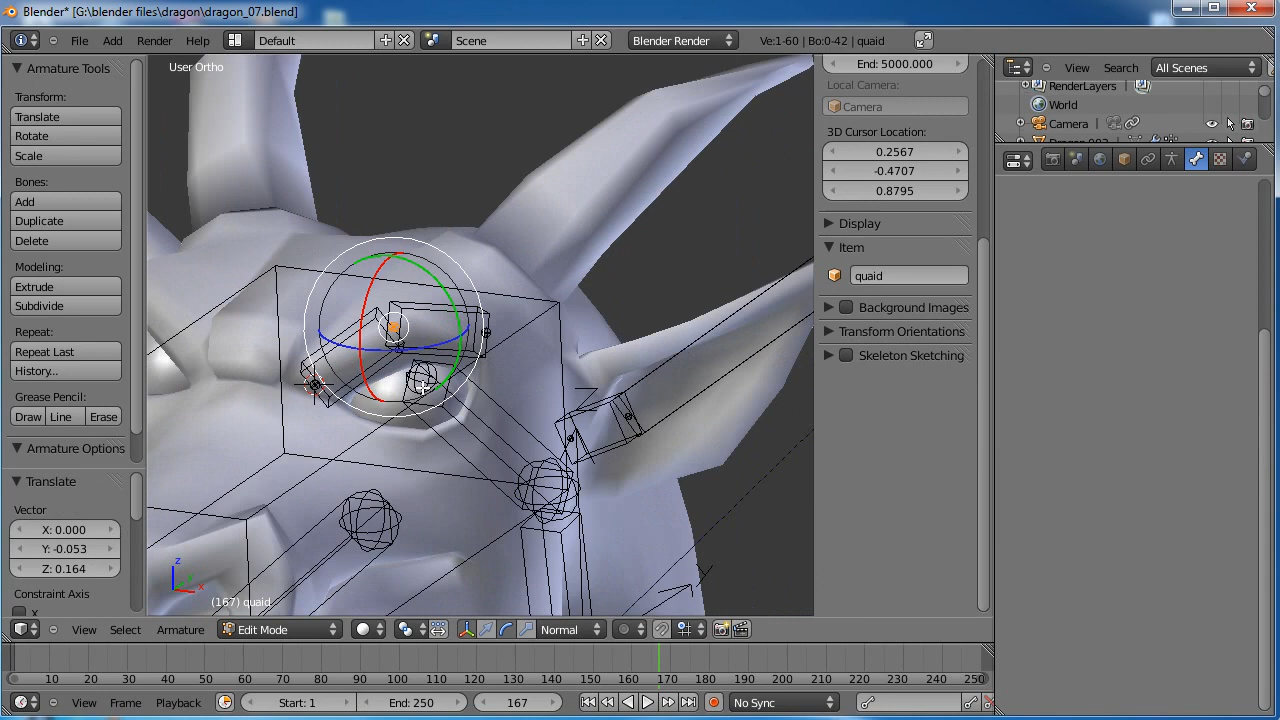 Blender* [G:\blender files\dragon\dragon_07.blend]
File Add Render Help Default Scene Blender Render Ve:1-60 | Bo:0-42 | quaid
Armature Tools
Transform:
Translate
Rotate
Scale
Bones:
Add
Duplicate
Delete
Modeling:
Extrude
Subdivide
Repeat:
Repeat Last
History...
Grease Pencil:
Draw Line Erase
Armature Options
Translate
Vector
X: 0.000
Y: -0.053
Z: 0.164
Constraint Axis
X
User Ortho
z
y
x
(167) quaid
End: 5000.000
Local Camera:
Camera
3D Cursor Location:
0.2567
-0.4707
0.8795
Display
Item
quaid
Background Images
Transform Orientations
Skeleton Sketching
View Search All Scenes
RenderLayers
World
Camera
View Select Armature Edit Mode Normal
10 20 30 40 50 60 70 80 90 100 110 120 130 140 150 160 170 180 190 200 210 220 230 240 250
View Frame Playback Start: 1 End: 250 167 No Sync